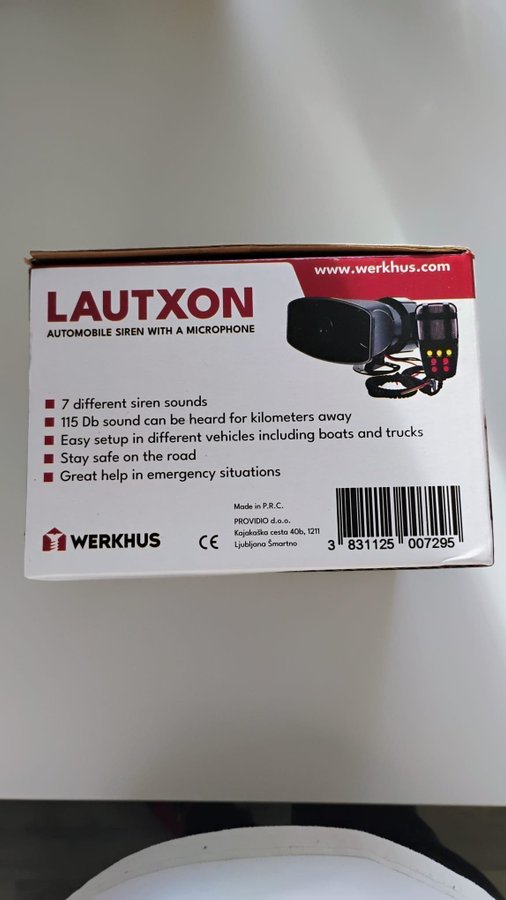 www.werkhus.com
LAUTXON
AUTOMOBILE SIREN WITH A MICROPHONE
7 different siren sounds
115 Db sound can be heard for kilometers away
Easy setup in different vehicles including boats and trucks
Stay safe on the road
Great help in emergency situations
WERKHUS
CE
Made in P.R.C.
PROVIDIO d.o.o.
Kajakaška cesta 40b, 1211
Ljubljana Šmartno
3 831125 007295